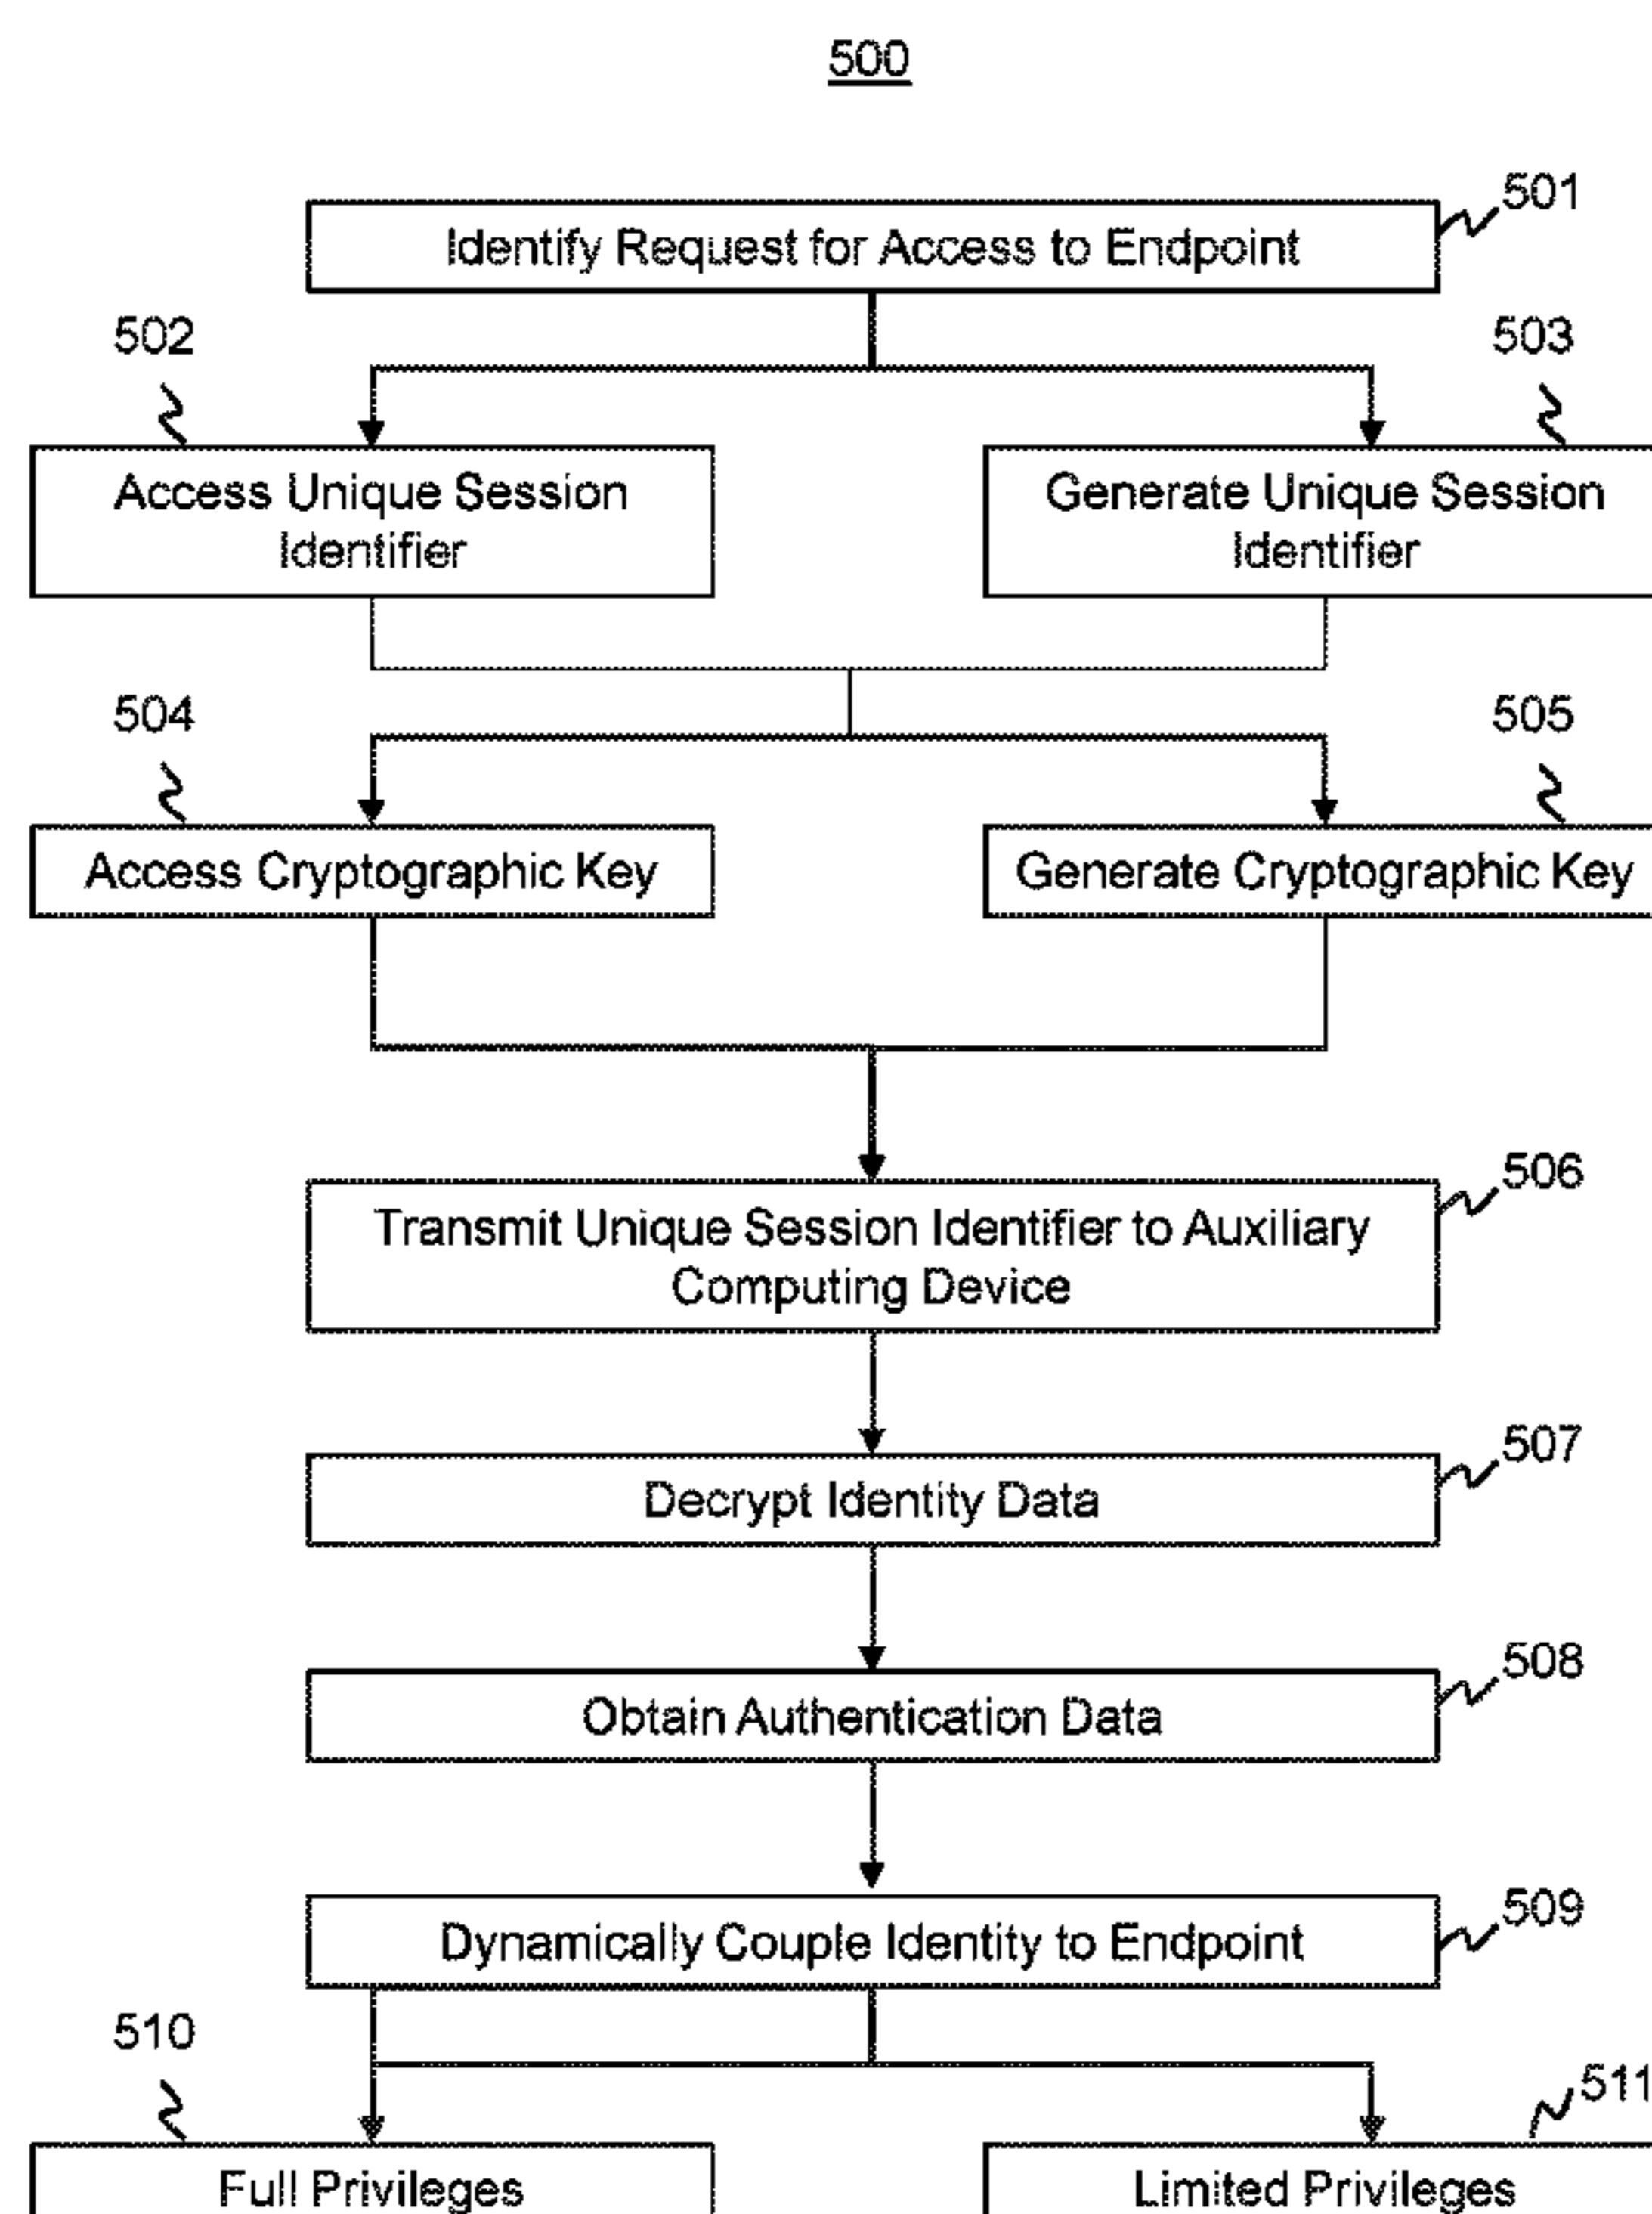 500
501
Identify Request for Access to Endpoint
502
503
Access Unique Session
Identifier
Generate Unique Session
Identifier
504
505
Access Cryptographic Key
Generate Cryptographic Key
506
Transmit Unique Session Identifier to Auxiliary
Computing Device
507
Decrypt Identity Data
508
Obtain Authentication Data
509
Dynamically Couple Identity to Endpoint
510
511
Full Privileges
Limited Privileges